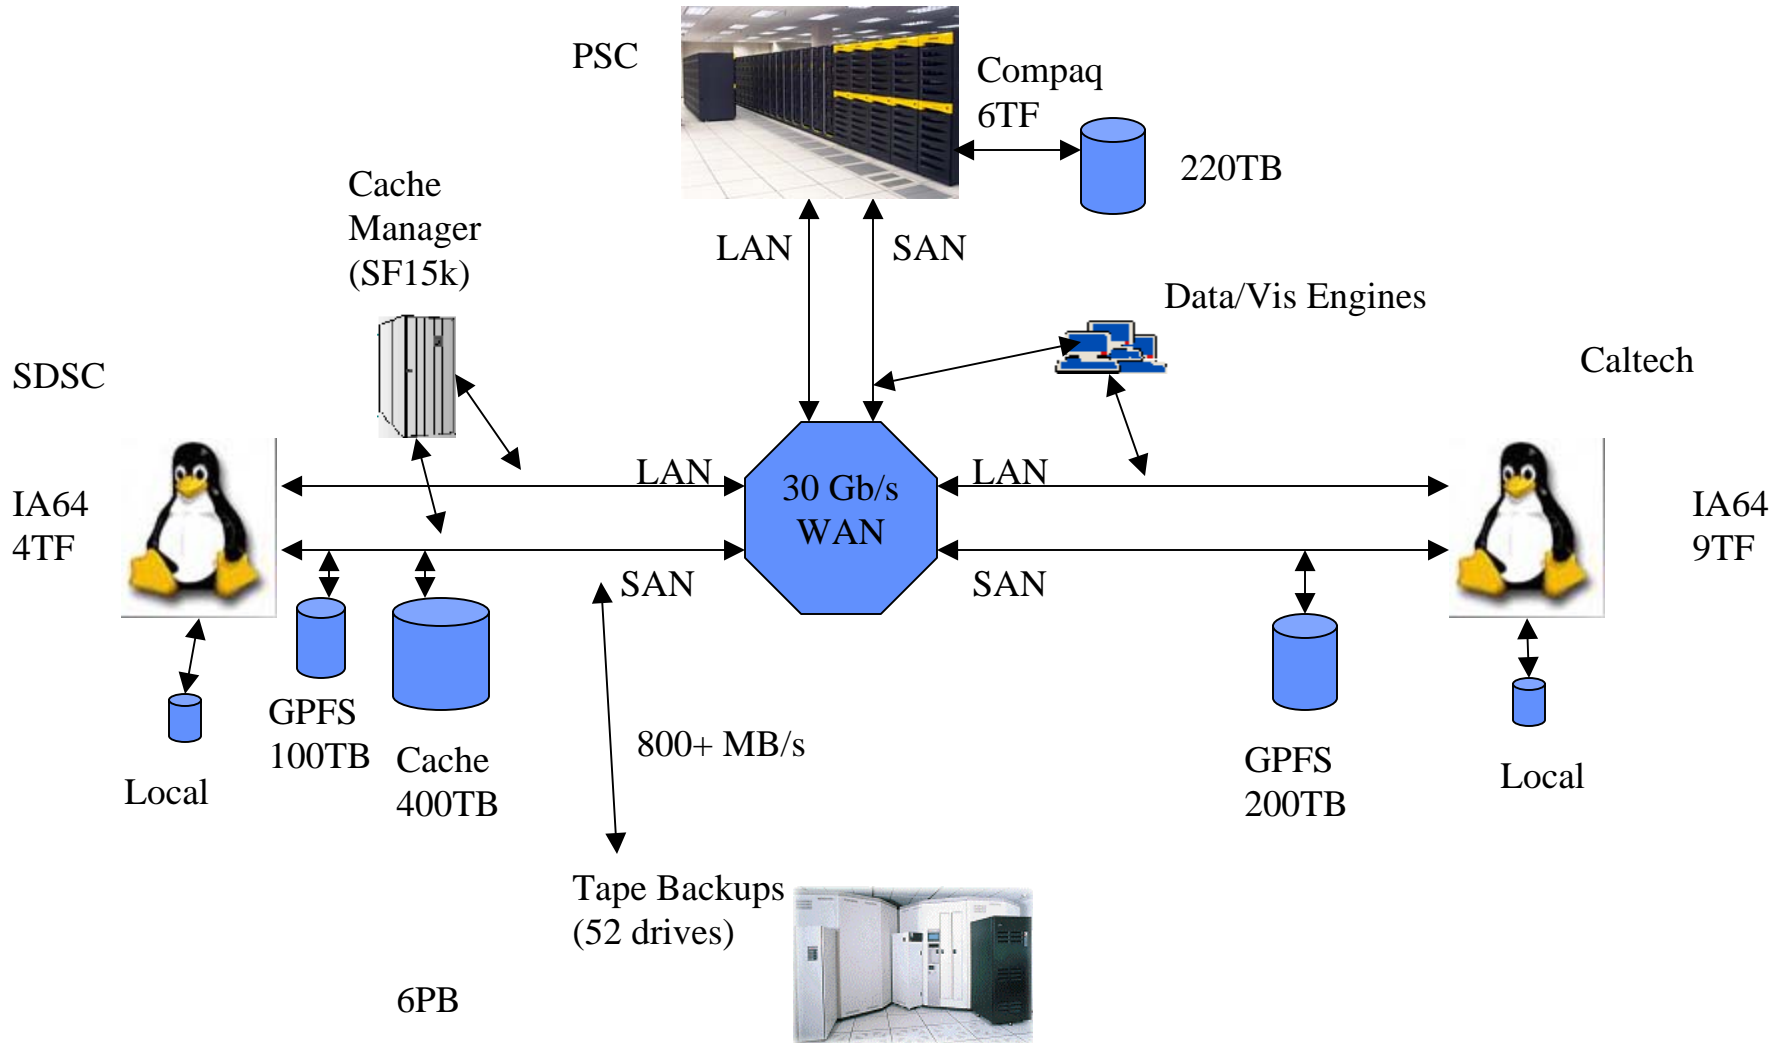 PSC
Compaq
6TF
220TB
Cache
Manager
(SF15k)
LAN
SAN
Data/Vis Engines
SDSC
Caltech
IA64
4TF
LAN
30 Gb/s
WAN
LAN
IA64
9TF
SAN
SAN
GPFS
100TB
Cache
400TB
800+ MB/s
GPFS
200TB
Local
Local
Tape Backups
(52 drives)
6PB